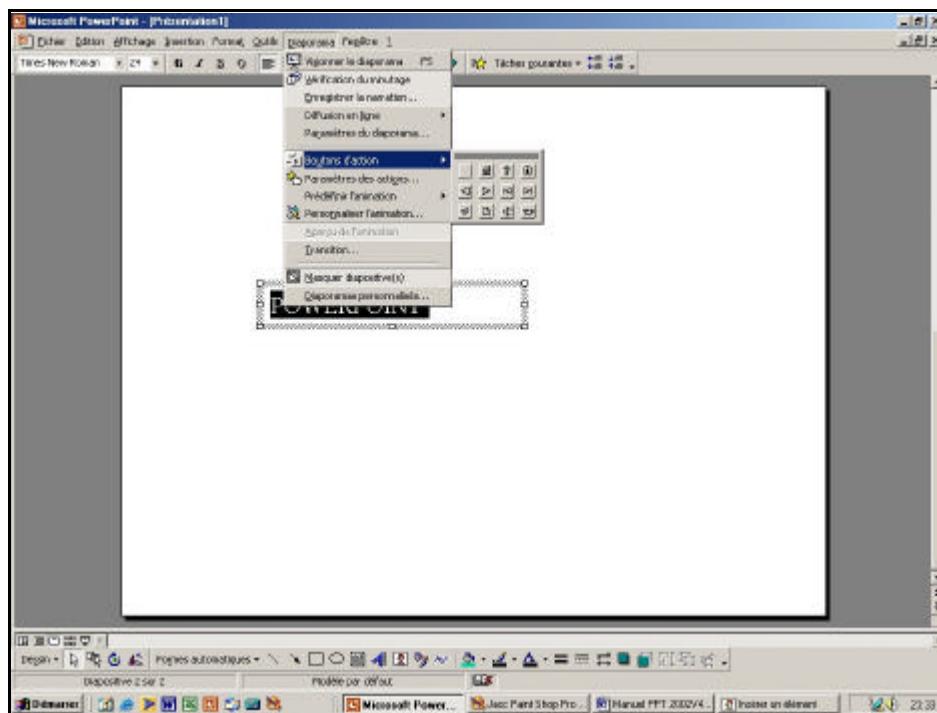 Microsoft PowerPoint - [Présentation1]
Fichier Edition Affichage Insertion Format Outils Diaporama Fenêtre ?
Times New Roman 24 G I S Tâches courantes
Visionner le diaporama F5
Vérification du minutage
Enregistrer la narration...
Diffusion en ligne
Paramètres du diaporama...
Boutons d'action
Paramètres des actions...
Prédéfinir l'animation
Personnaliser l'animation...
Aperçu de l'animation
Transition...
Masquer diapositive(s)
Diaporamas personnalisés...
POWERPOINT
Dessin Formes automatiques
Diapositive 2 sur 2 Modèle par défaut
Démarrer Microsoft Power... Jasc Paint Shop Pro... Manual PPT 2002V4... Insérer un élément